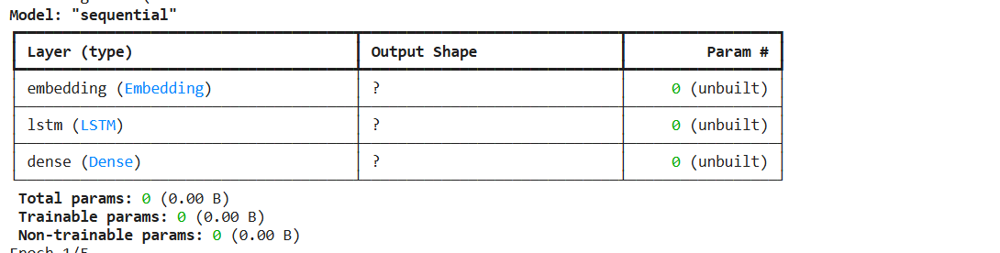 Model: "sequential"
Layer (type) Output Shape Param #
embedding (Embedding) ? 0 (unbuilt)
lstm (LSTM) ? 0 (unbuilt)
dense (Dense) ? 0 (unbuilt)
Total params: 0 (0.00 B)
Trainable params: 0 (0.00 B)
Non-trainable params: 0 (0.00 B)
Epoch 1/5